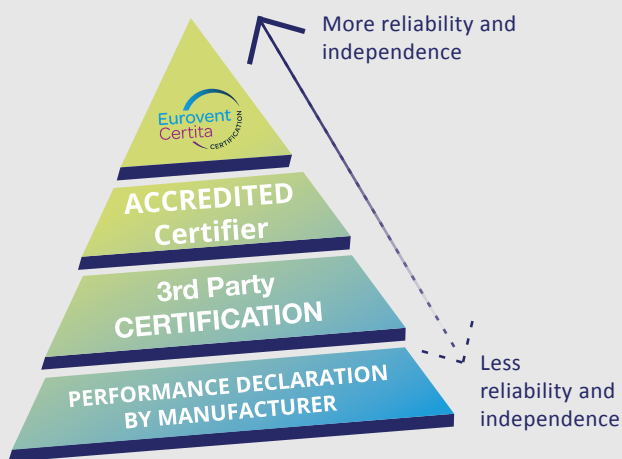 More reliability and
independence
Eurovent
Certita
CERTIFICATION
ACCREDITED
Certifier
3rd Party
CERTIFICATION
PERFORMANCE DECLARATION
BY MANUFACTURER
Less
reliability and
independence